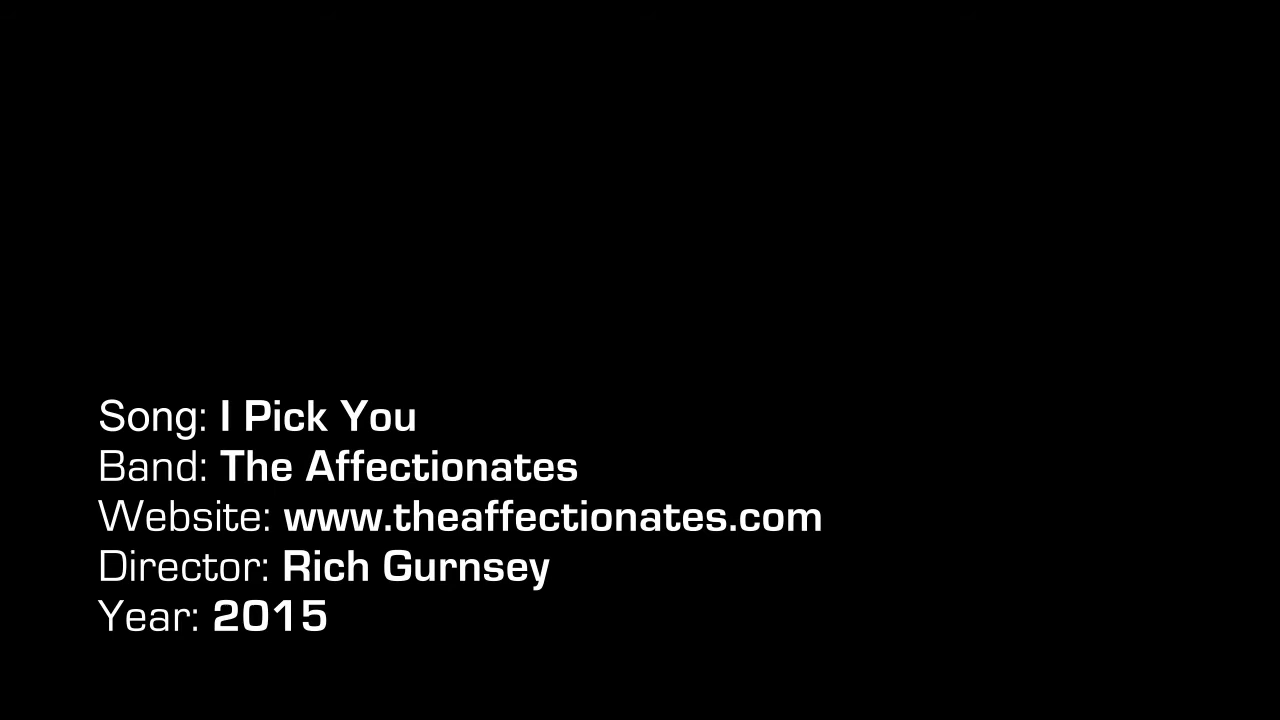 Song: I Pick You
Band: The Affectionates
Website: www.theaffectionates.com
Director: Rich Gurnsey
Year: 2015